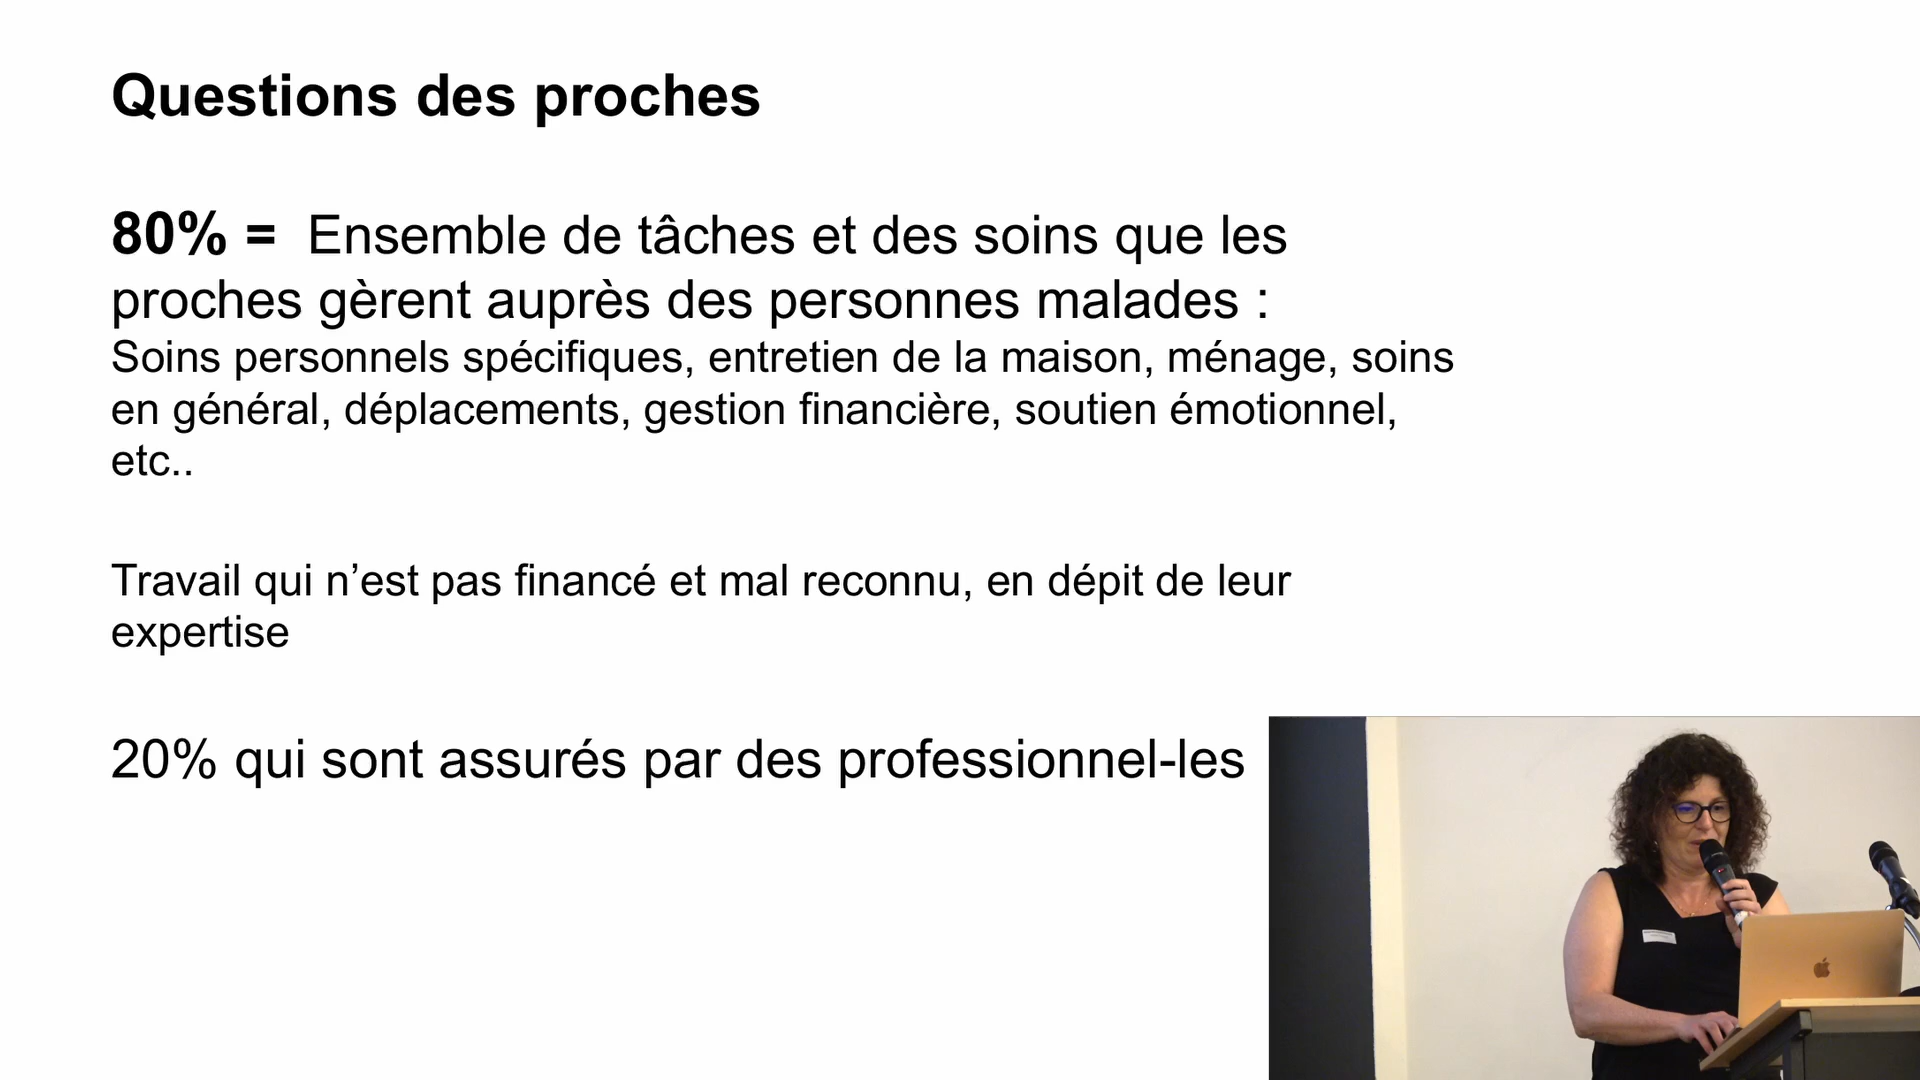 Questions des proches
80% = Ensemble de tâches et des soins que les
proches gèrent auprès des personnes malades :
Soins personnels spécifiques, entretien de la maison, ménage, soins
en général, déplacements, gestion financière, soutien émotionnel,
etc..
Travail qui n’est pas financé et mal reconnu, en dépit de leur
expertise
20% qui sont assurés par des professionnel-les